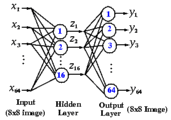 x1 1 y1
x2 1 z1 2 y2
x3 2 z2 3 y3
16 z16
x64 64 y64
Input Hidden Output
(8x8 image) Layer Layer (8x8 image)